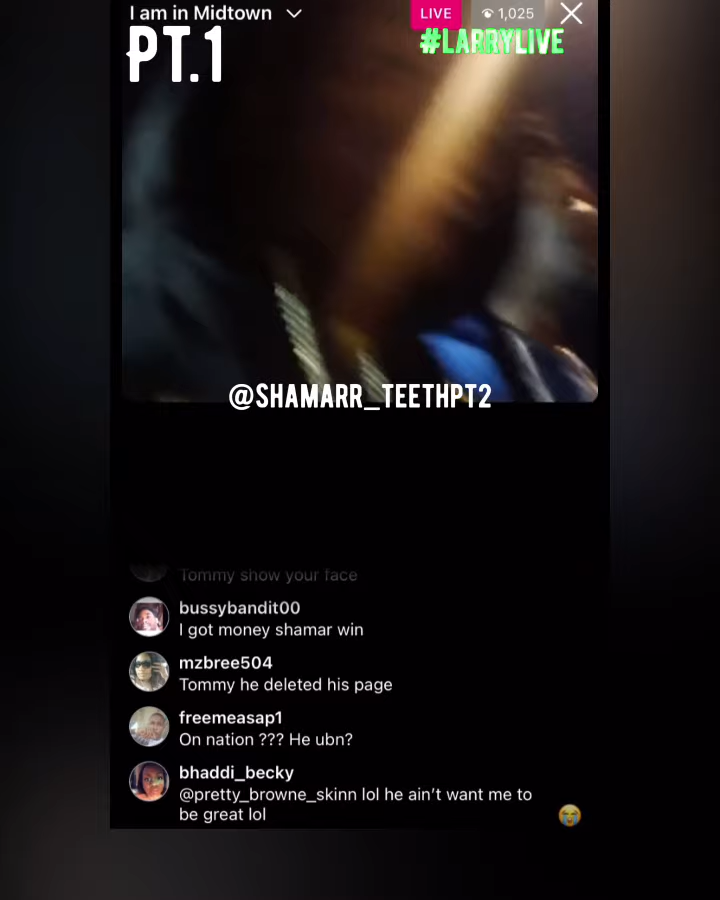 I am in Midtown
LIVE
1,025
PT.1
#LARRYLIVE
@SHAMARR_TEETHPT2
Tommy show your face
bussybandit00
I got money shamar win
mzbree504
Tommy he deleted his page
freemeasap1
On nation ??? He ubn?
bhaddi_becky
@pretty_browne_skinn lol he ain’t want me to
be great lol